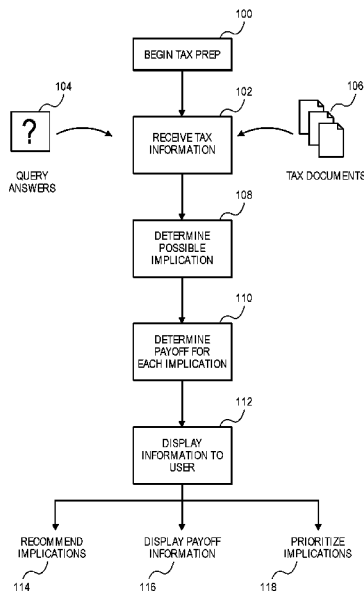 100
BEGIN TAX PREP
104
102
106
?
RECEIVE TAX
INFORMATION
QUERY
ANSWERS
TAX DOCUMENTS
108
DETERMINE
POSSIBLE
IMPLICATION
110
DETERMINE
PAYOFF FOR
EACH IMPLICATION
112
DISPLAY
INFORMATION TO
USER
RECOMMEND
IMPLICATIONS
114
DISPLAY PAYOFF
INFORMATION
116
PRIORITIZE
IMPLICATIONS
118